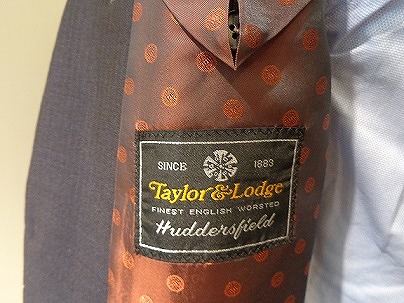 SINCE 1883
Taylor & Lodge
FINEST ENGLISH WORSTED
Huddersfield